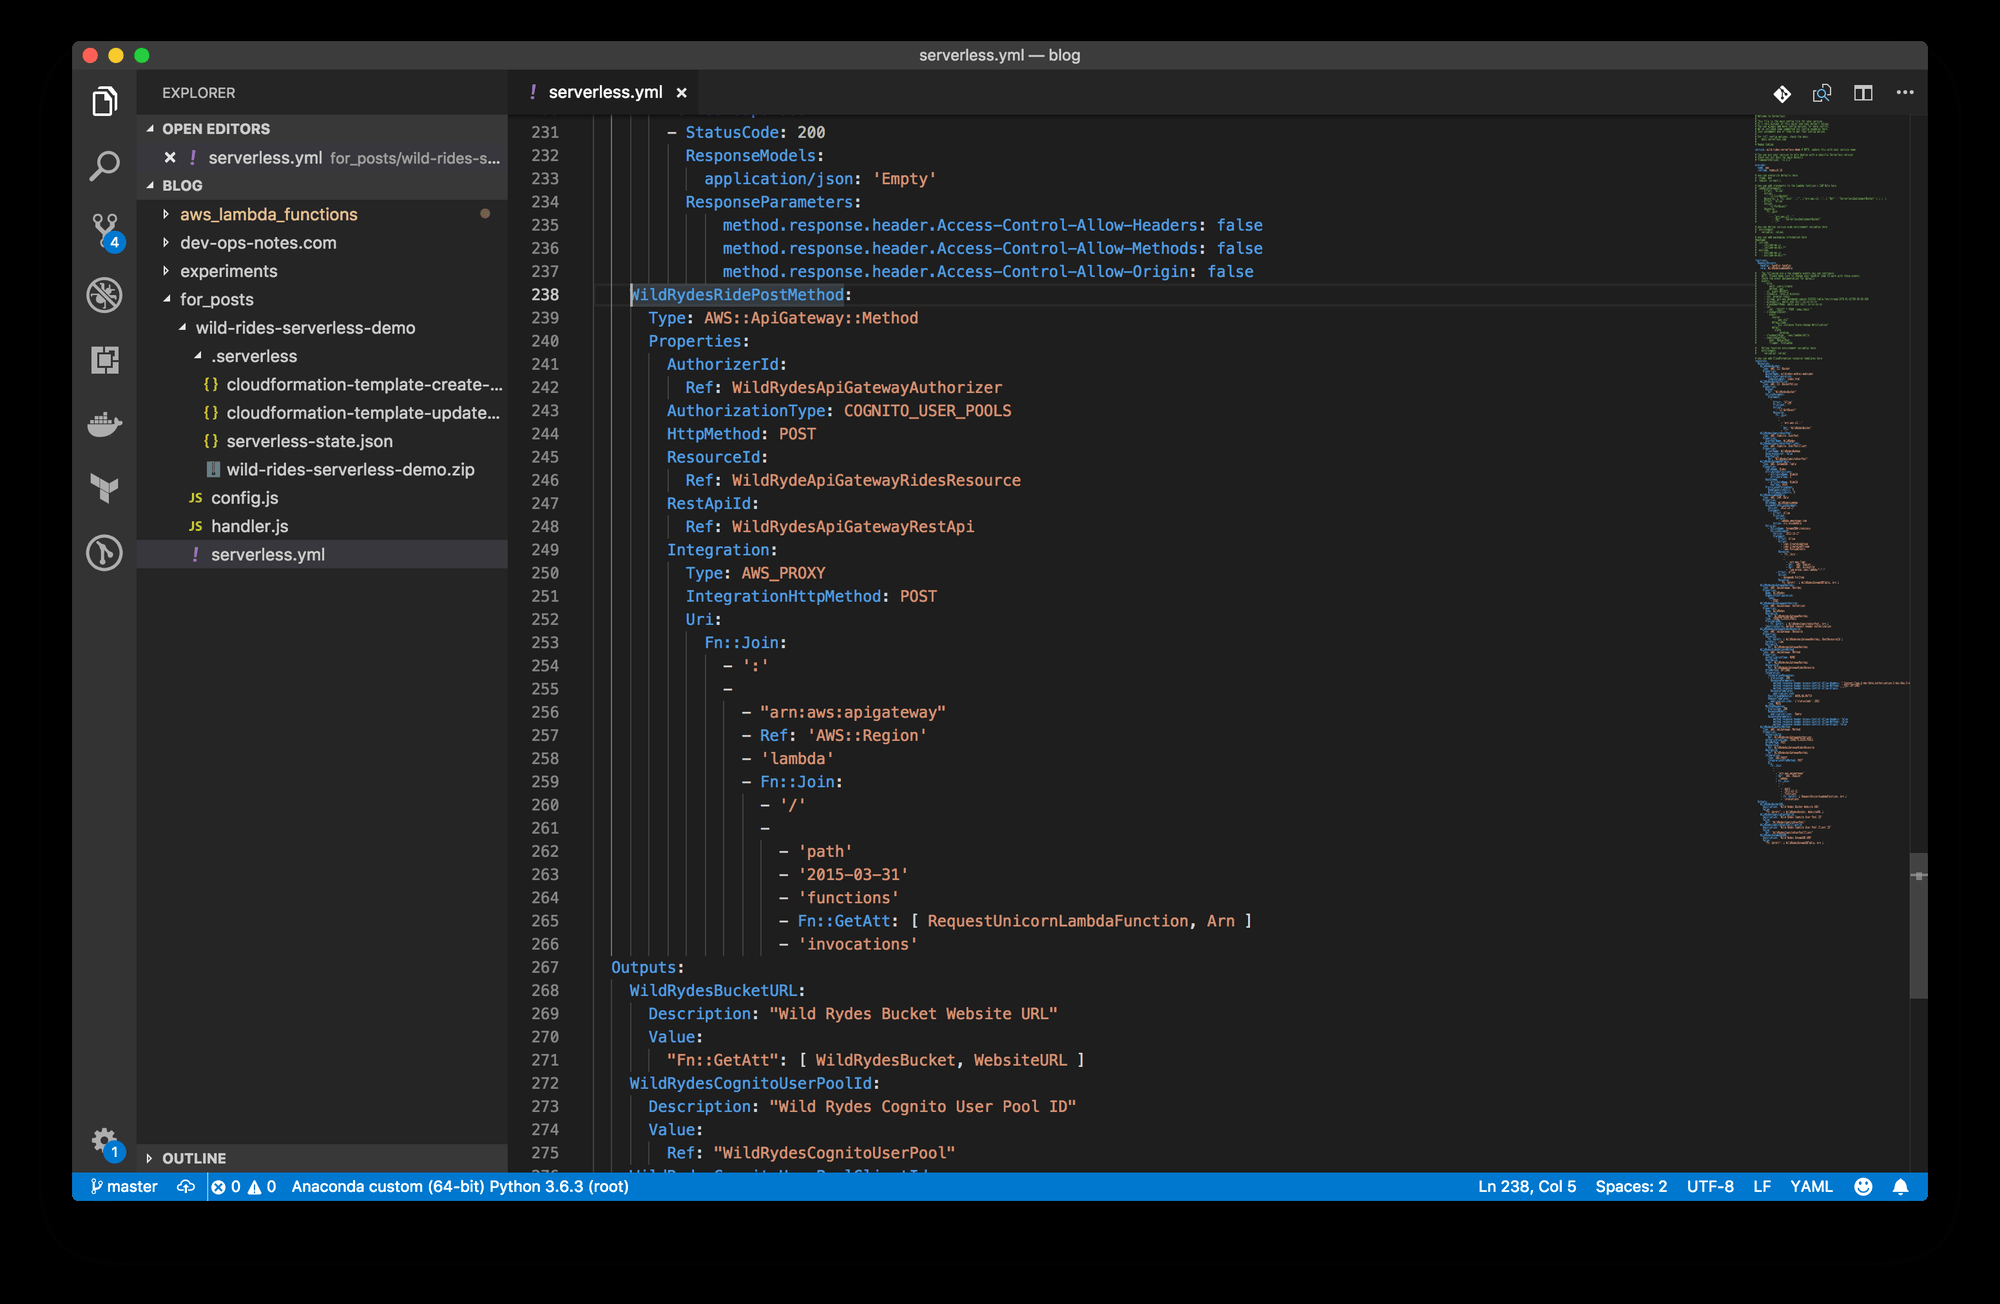 serverless.yml — blog
EXPLORER
OPEN EDITORS
serverless.yml for_posts/wild-rides-s...
BLOG
aws_lambda_functions
dev-ops-notes.com
experiments
for_posts
wild-rides-serverless-demo
.serverless
{} cloudformation-template-create-...
{} cloudformation-template-update...
{} serverless-state.json
wild-rides-serverless-demo.zip
JS config.js
JS handler.js
! serverless.yml
OUTLINE
4
1
! serverless.yml
231 - StatusCode: 200
232 ResponseModels:
233 application/json: 'Empty'
234 ResponseParameters:
235 method.response.header.Access-Control-Allow-Headers: false
236 method.response.header.Access-Control-Allow-Methods: false
237 method.response.header.Access-Control-Allow-Origin: false
238 WildRydesRidePostMethod:
239 Type: AWS::ApiGateway::Method
240 Properties:
241 AuthorizerId:
242 Ref: WildRydesApiGatewayAuthorizer
243 AuthorizationType: COGNITO_USER_POOLS
244 HttpMethod: POST
245 ResourceId:
246 Ref: WildRydeApiGatewayRidesResource
247 RestApiId:
248 Ref: WildRydesApiGatewayRestApi
249 Integration:
250 Type: AWS_PROXY
251 IntegrationHttpMethod: POST
252 Uri:
253 Fn::Join:
254 - ':'
255 -
256 - "arn:aws:apigateway"
257 - Ref: 'AWS::Region'
258 - 'lambda'
259 - Fn::Join:
260 - '/'
261 -
262 - 'path'
263 - '2015-03-31'
264 - 'functions'
265 - Fn::GetAtt: [ RequestUnicornLambdaFunction, Arn ]
266 - 'invocations'
267 Outputs:
268 WildRydesBucketURL:
269 Description: "Wild Rydes Bucket Website URL"
270 Value:
271 "Fn::GetAtt": [ WildRydesBucket, WebsiteURL ]
272 WildRydesCognitoUserPoolId:
273 Description: "Wild Rydes Cognito User Pool ID"
274 Value:
275 Ref: "WildRydesCognitoUserPool"
master 0 0 Anaconda custom (64-bit) Python 3.6.3 (root) Ln 238, Col 5 Spaces: 2 UTF-8 LF YAML